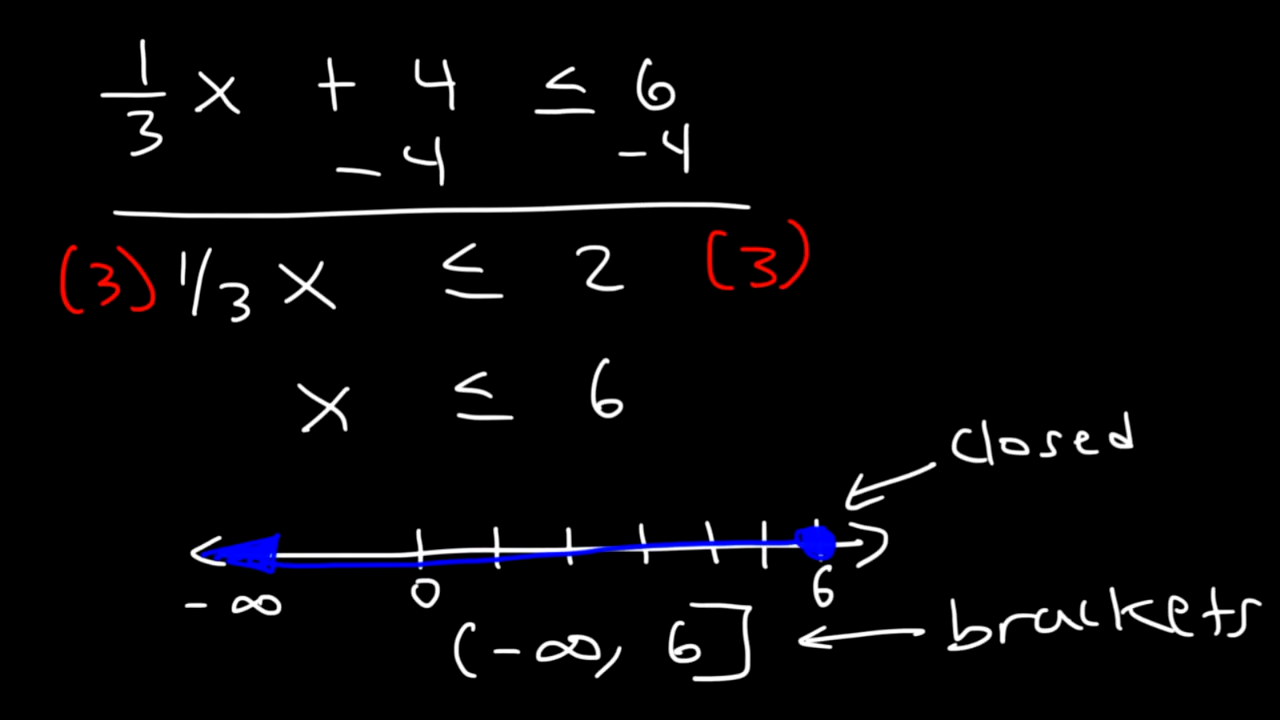 1/3 x + 4 ≤ 6
- 4 - 4
(3) 1/3 x ≤ 2 (3)
x ≤ 6
closed
- ∞ 0 6
(-∞, 6] ← brackets